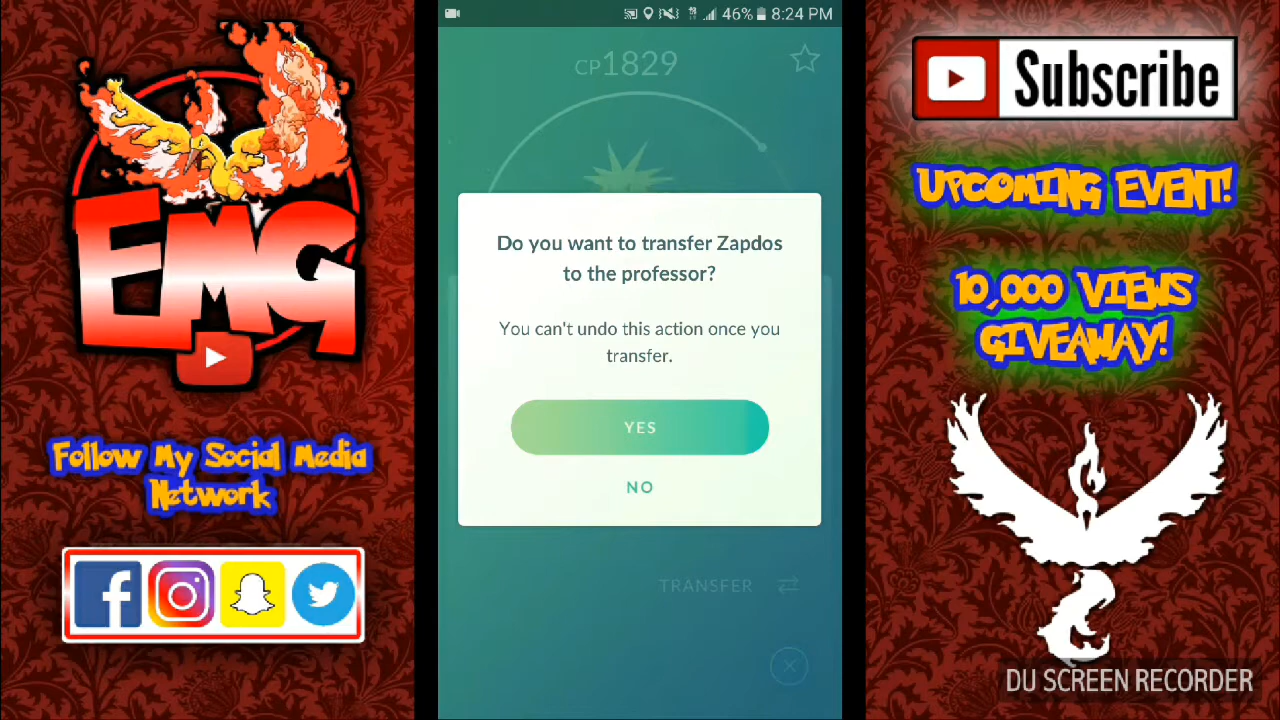 46% 8:24 PM
CP1829
Do you want to transfer Zapdos
to the professor?
You can't undo this action once you
transfer.
YES
NO
TRANSFER
EMG
Follow My Social Media
Network
Subscribe
UPCOMING EVENT!
10,000 VIEWS
GIVEAWAY!
DU SCREEN RECORDER